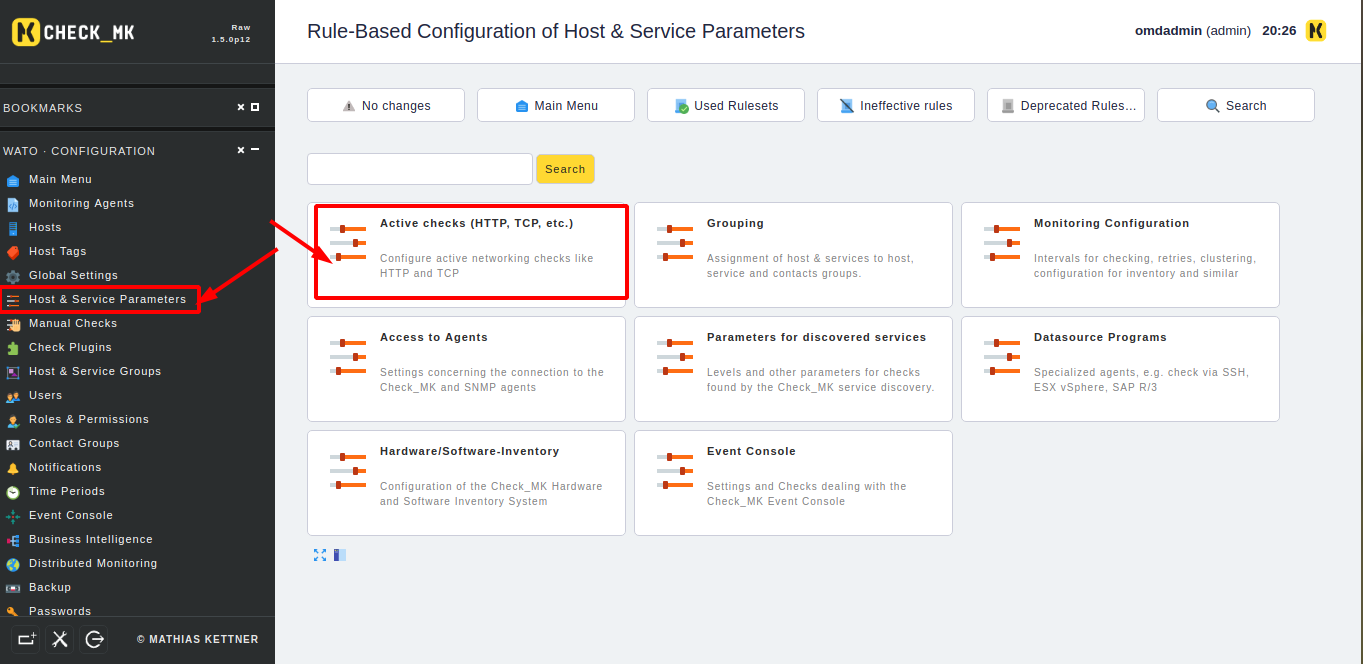 CHECK_MK
Raw
1.5.0p12
BOOKMARKS
WATO · CONFIGURATION
Main Menu
Monitoring Agents
Hosts
Host Tags
Global Settings
Host & Service Parameters
Manual Checks
Check Plugins
Host & Service Groups
Users
Roles & Permissions
Contact Groups
Notifications
Time Periods
Event Console
Business Intelligence
Distributed Monitoring
Backup
Passwords
© MATHIAS KETTNER
Rule-Based Configuration of Host & Service Parameters
omdadmin (admin) 20:26
No changes
Main Menu
Used Rulesets
Ineffective rules
Deprecated Rules...
Search
Search
Active checks (HTTP, TCP, etc.)
Configure active networking checks like
HTTP and TCP
Grouping
Assignment of host & services to host,
service and contacts groups.
Monitoring Configuration
Intervals for checking, retries, clustering,
configuration for inventory and similar
Access to Agents
Settings concerning the connection to the
Check_MK and SNMP agents
Parameters for discovered services
Levels and other parameters for checks
found by the Check_MK service discovery.
Datasource Programs
Specialized agents, e.g. check via SSH,
ESX vSphere, SAP R/3
Hardware/Software-Inventory
Configuration of the Check_MK Hardware
and Software Inventory System
Event Console
Settings and Checks dealing with the
Check_MK Event Console